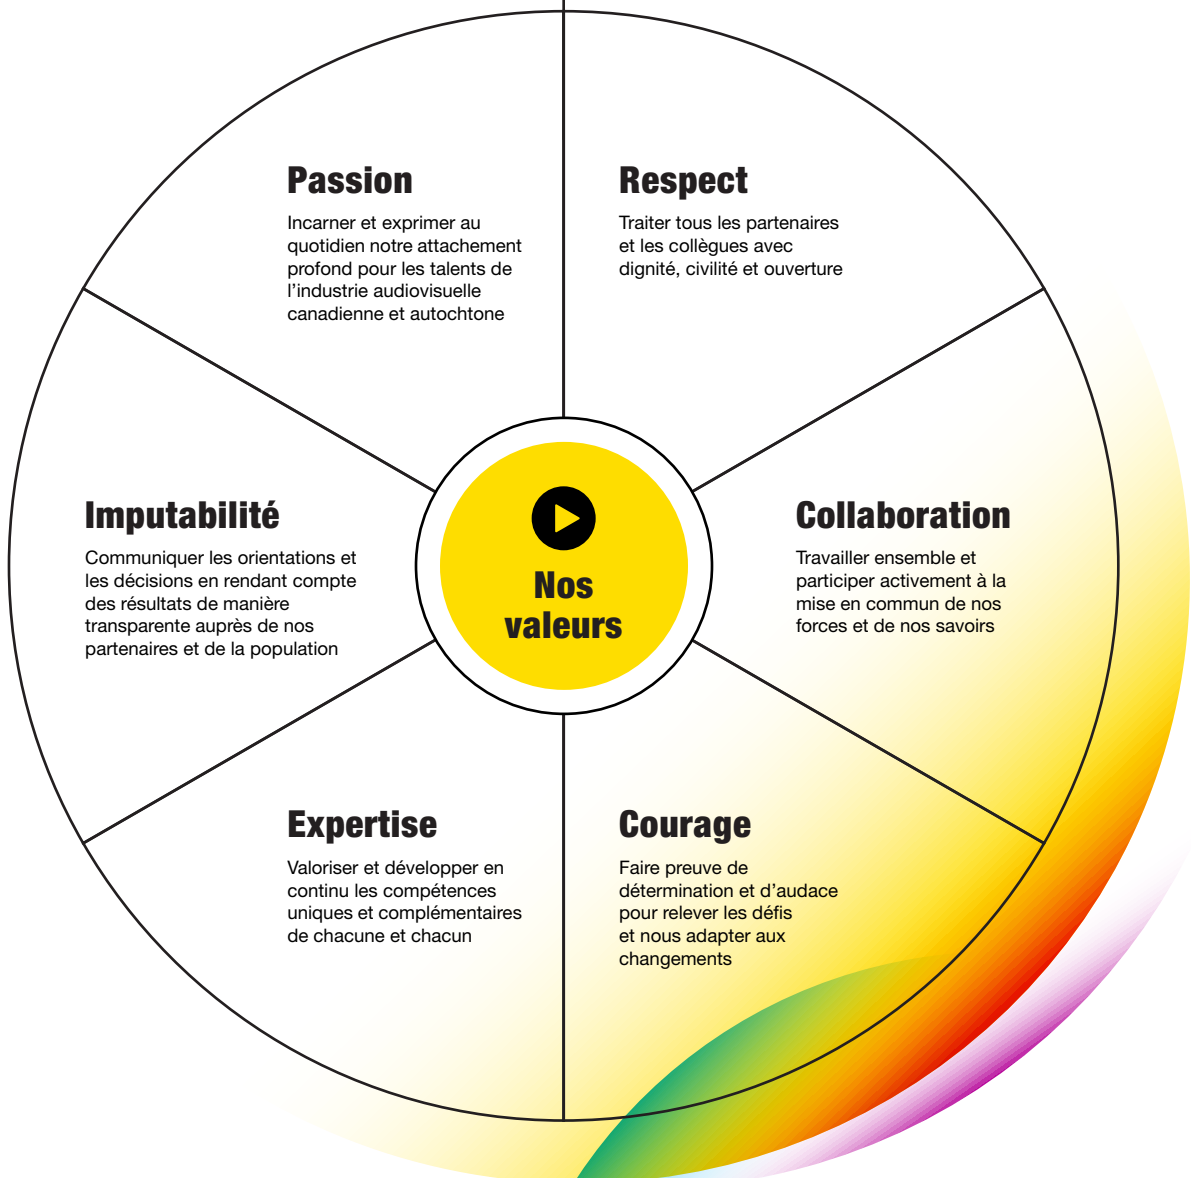 Passion
Incarner et exprimer au
quotidien notre attachement
profond pour les talents de
l’industrie audiovisuelle
canadienne et autochtone
Respect
Traiter tous les partenaires
et les collègues avec
dignité, civilité et ouverture
Imputabilité
Communiquer les orientations et
les décisions en rendant compte
des résultats de manière
transparente auprès de nos
partenaires et de la population
Nos
valeurs
Collaboration
Travailler ensemble et
participer activement à la
mise en commun de nos
forces et de nos savoirs
Expertise
Valoriser et développer en
continu les compétences
uniques et complémentaires
de chacune et chacun
Courage
Faire preuve de
détermination et d’audace
pour relever les défis
et nous adapter aux
changements